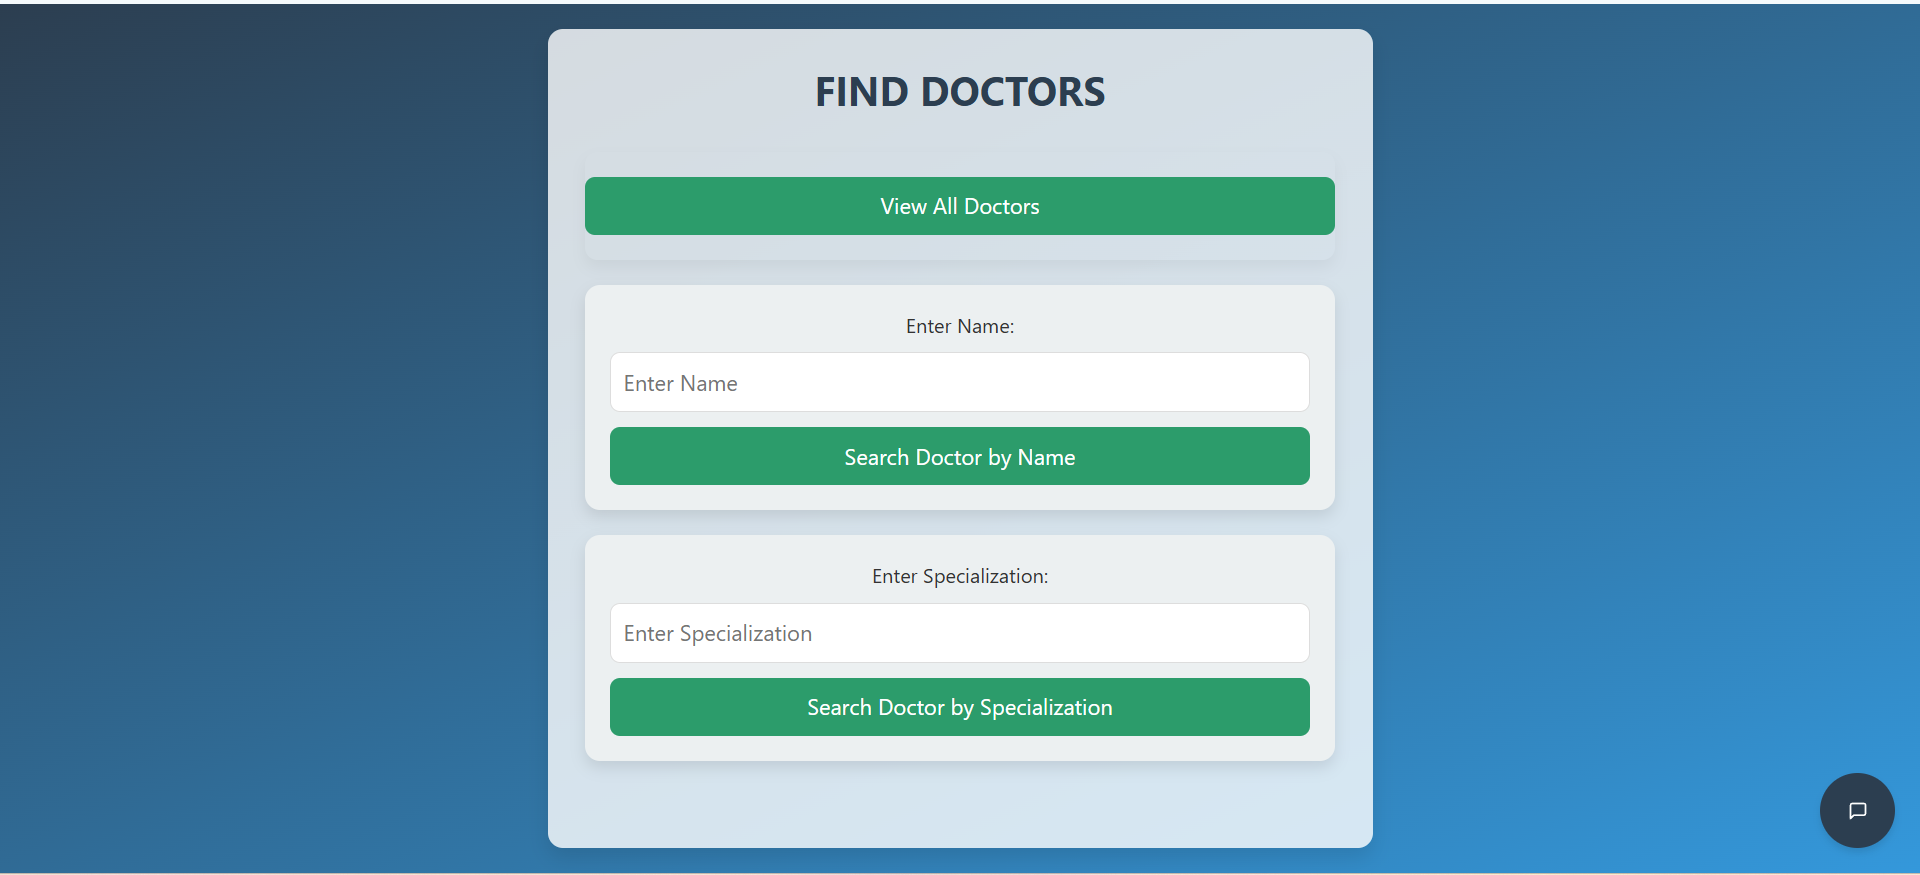 FIND DOCTORS
View All Doctors
Enter Name:
Enter Name
Search Doctor by Name
Enter Specialization:
Enter Specialization
Search Doctor by Specialization